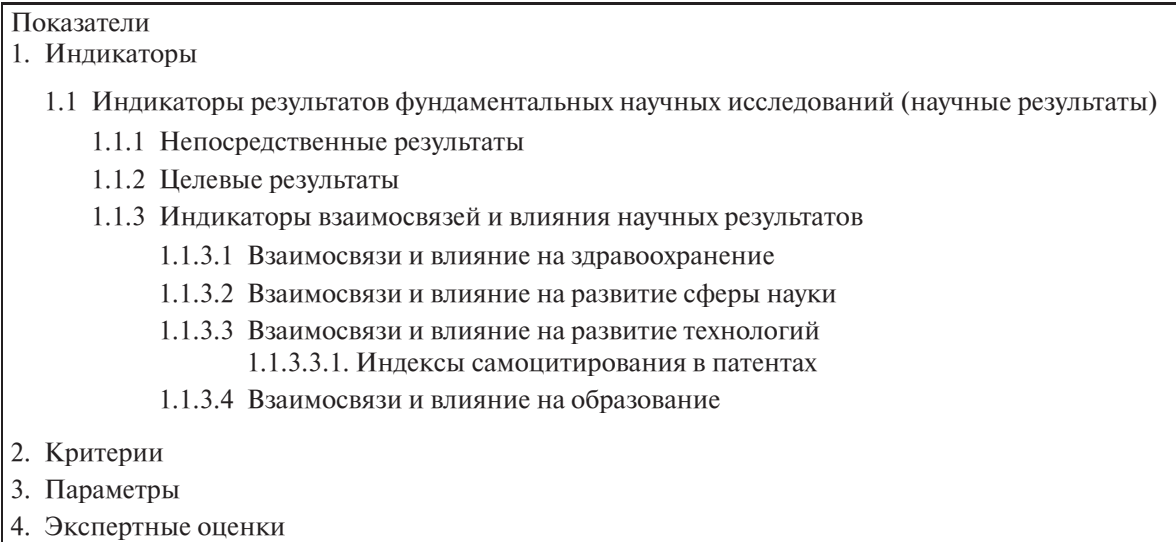 Показатели
1. Индикаторы
1.1 Индикаторы результатов фундаментальных научных исследований (научные результаты)
1.1.1 Непосредственные результаты
1.1.2 Целевые результаты
1.1.3 Индикаторы взаимосвязей и влияния научных результатов
1.1.3.1 Взаимосвязи и влияние на здравоохранение
1.1.3.2 Взаимосвязи и влияние на развитие сферы науки
1.1.3.3 Взаимосвязи и влияние на развитие технологий
1.1.3.3.1. Индексы самоцитирования в патентах
1.1.3.4 Взаимосвязи и влияние на образование
2. Критерии
3. Параметры
4. Экспертные оценки